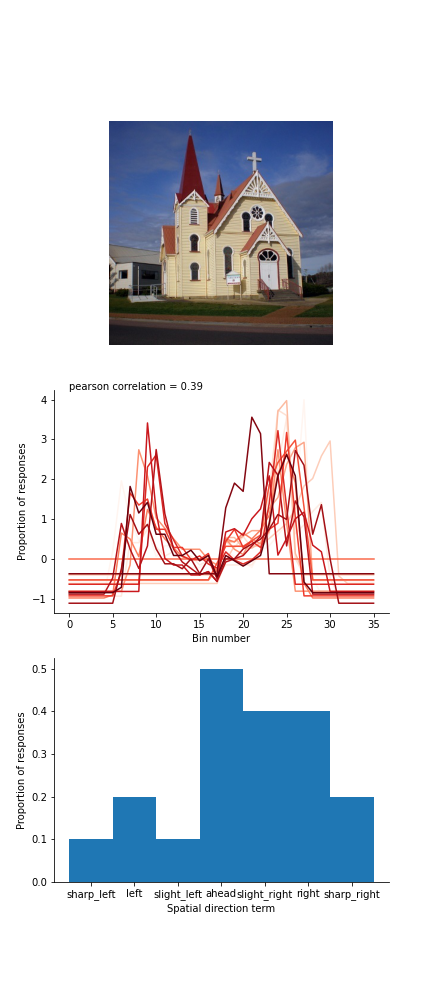 pearson correlation = 0.39
Proportion of responses
4
3
2
1
0
−1
0 5 10 15 20 25 30 35
Bin number
Proportion of responses
0.5
0.4
0.3
0.2
0.1
0.0
sharp_left left slight_left ahead slight_right right sharp_right
Spatial direction term